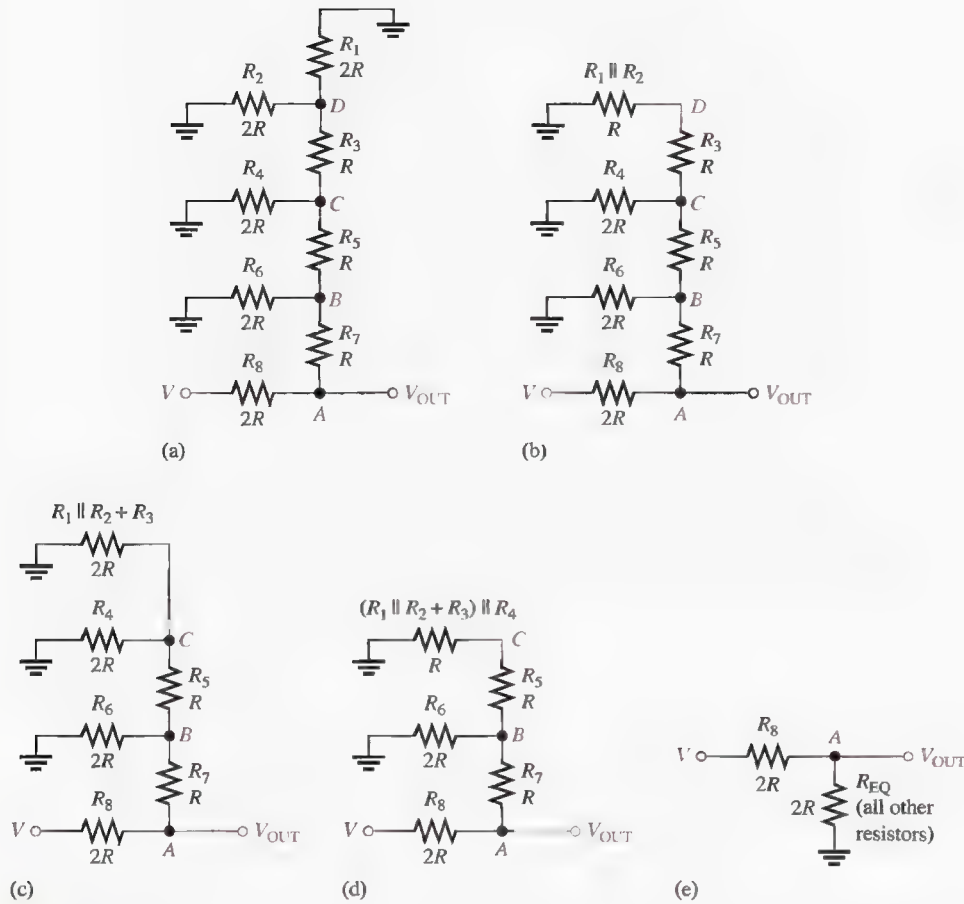 R1
2R
R2
2R
D
R3
R
R4
2R
C
R5
R
R6
2R
B
R7
R
V
R8
2R
A
VOUT
(a)
R1 || R2
R
D
R3
R
R4
2R
C
R5
R
R6
2R
B
R7
R
V
R8
2R
A
VOUT
(b)
R1 || R2 + R3
2R
R4
2R
C
R5
R
R6
2R
B
R7
R
V
R8
2R
A
VOUT
(c)
(R1 || R2 + R3) || R4
R
C
R5
R
R6
2R
B
R7
R
V
R8
2R
A
VOUT
(d)
V
R8
2R
A
VOUT
2R
REQ
(all other
resistors)
(e)